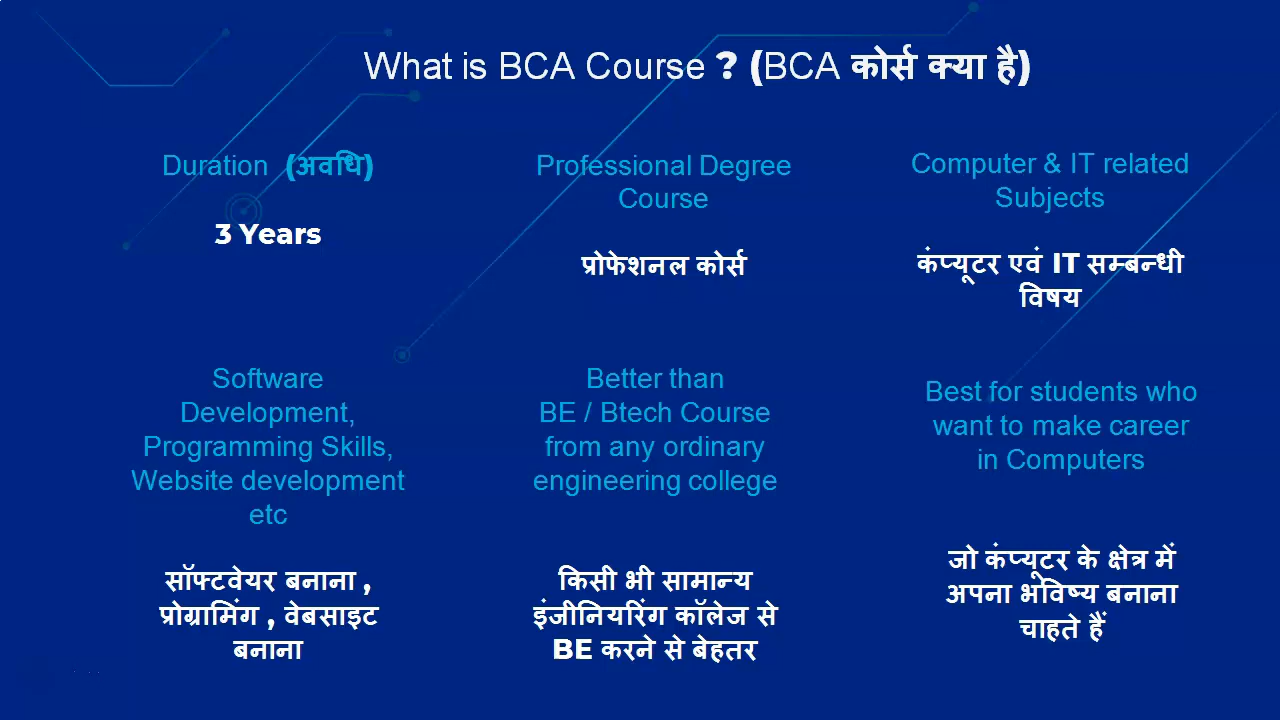 What is BCA Course ? (BCA कोर्स क्या है)
Duration (अवधि)
3 Years
Professional Degree
Course
प्रोफेशनल कोर्स
Computer & IT related
Subjects
कंप्यूटर एवं IT सम्बन्धी
विषय
Software
Development,
Programming Skills,
Website development
etc
सॉफ्टवेयर बनाना ,
प्रोग्रामिंग , वेबसाइट
बनाना
Better than
BE / Btech Course
from any ordinary
engineering college
किसी भी सामान्य
इंजीनियरिंग कॉलेज से
BE करने से बेहतर
Best for students who
want to make career
in Computers
जो कंप्यूटर के क्षेत्र में
अपना भविष्य बनाना
चाहते हैं